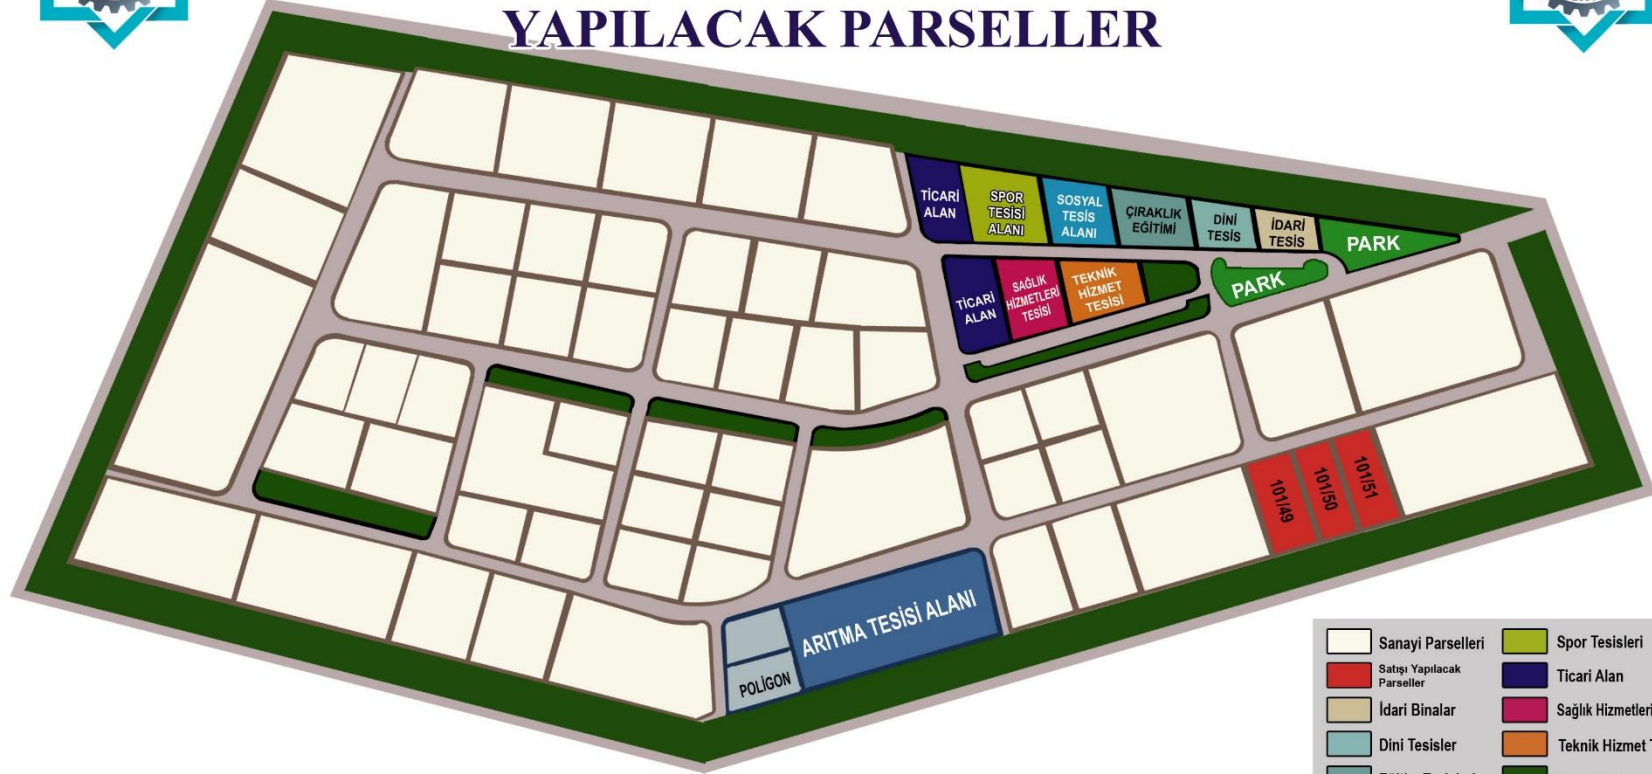 YAPILACAK PARSELLER
TİCARİ
ALAN
SPOR
TESİSİ
ALANI
SOSYAL
TESİS
ALANI
ÇIRAKLIK
EĞİTİMİ
DİNİ
TESİS
İDARİ
TESİS
PARK
TİCARİ
ALAN
SAĞLIK
HİZMETLERİ
TESİSİ
TEKNİK
HİZMET
TESİSİ
PARK
101/49
101/50
101/51
ARITMA TESİSİ ALANI
POLİGON
Sanayi Parselleri
Spor Tesisleri
Satışı Yapılacak
Parseller
Ticari Alan
İdari Binalar
Sağlık Hizmetleri
Dini Tesisler
Teknik Hizmet